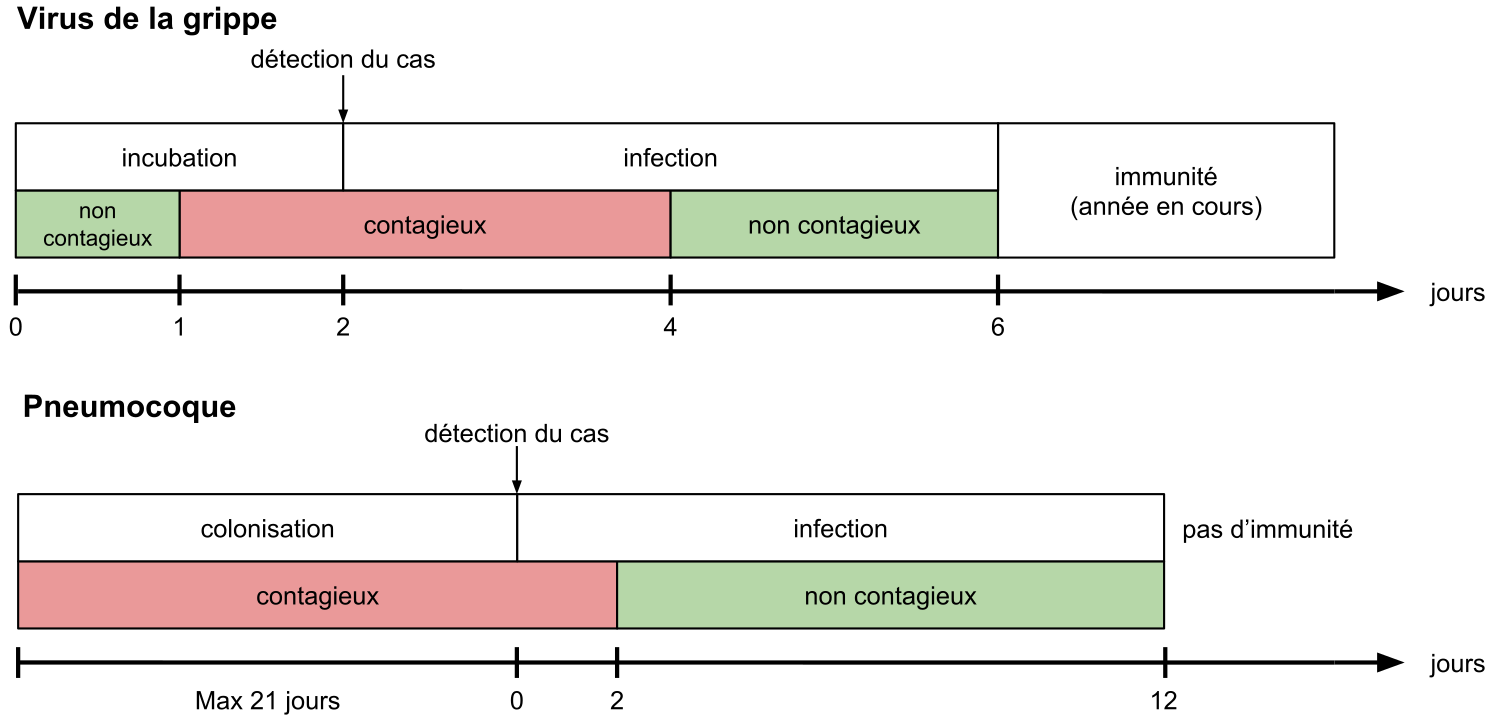 Virus de la grippe
détection du cas
incubation
infection
immunité
(année en cours)
non
contagieux
contagieux
non contagieux
jours
0
1
2
4
6
Pneumocoque
détection du cas
colonisation
infection
pas d’immunité
contagieux
non contagieux
jours
Max 21 jours
0
2
12